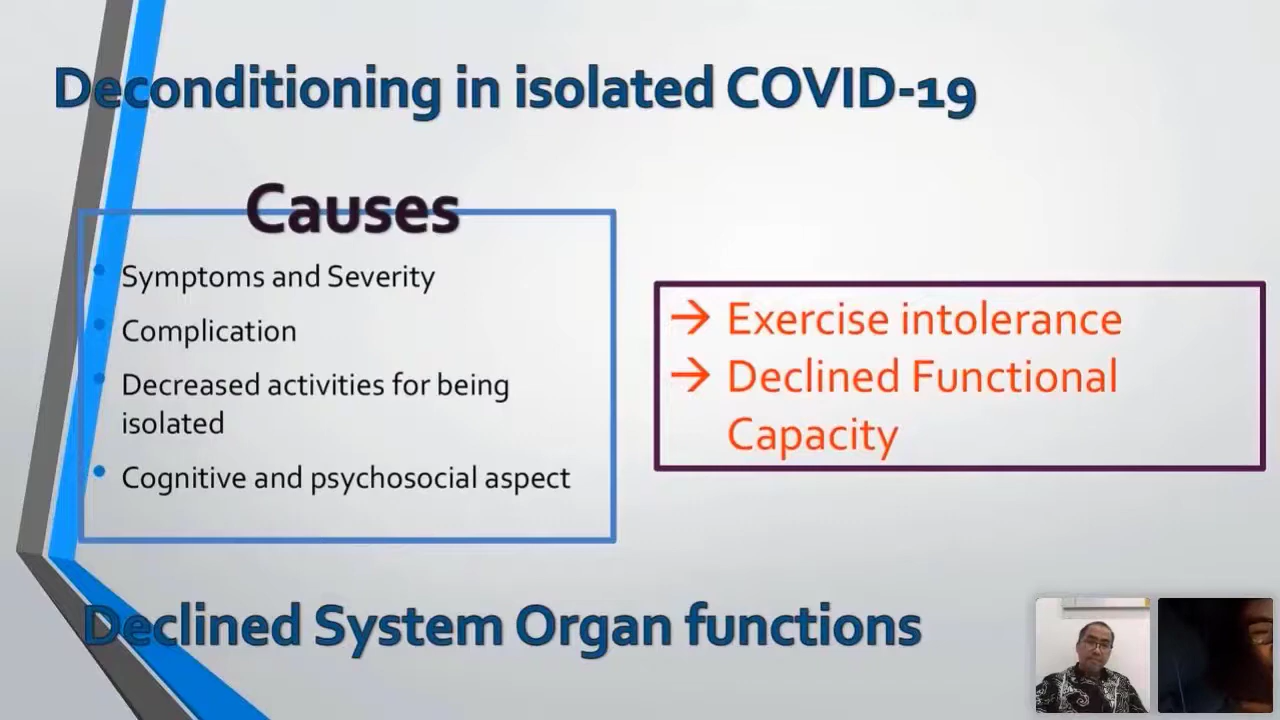 Deconditioning in isolated COVID-19
Causes
• Symptoms and Severity
• Complication
• Decreased activities for being
isolated
• Cognitive and psychosocial aspect
→ Exercise intolerance
→ Declined Functional
Capacity
Declined System Organ functions